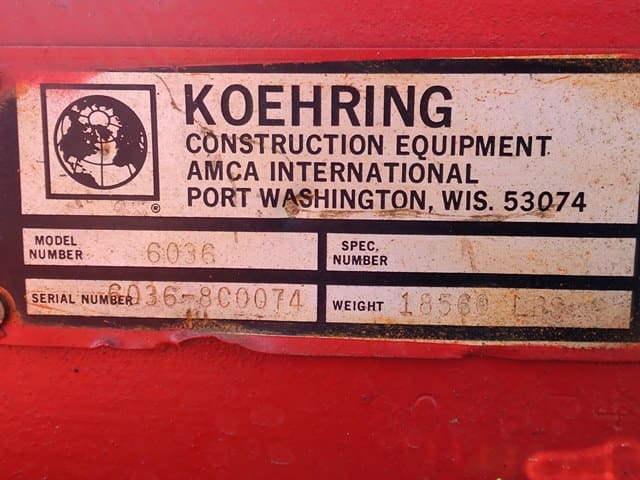 KOEHRING
CONSTRUCTION EQUIPMENT
AMCA INTERNATIONAL
PORT WASHINGTON, WIS. 53074
®
MODEL
NUMBER 6036
SPEC.
NUMBER
SERIAL NUMBER 6036-8C0074
WEIGHT 18560 LBS